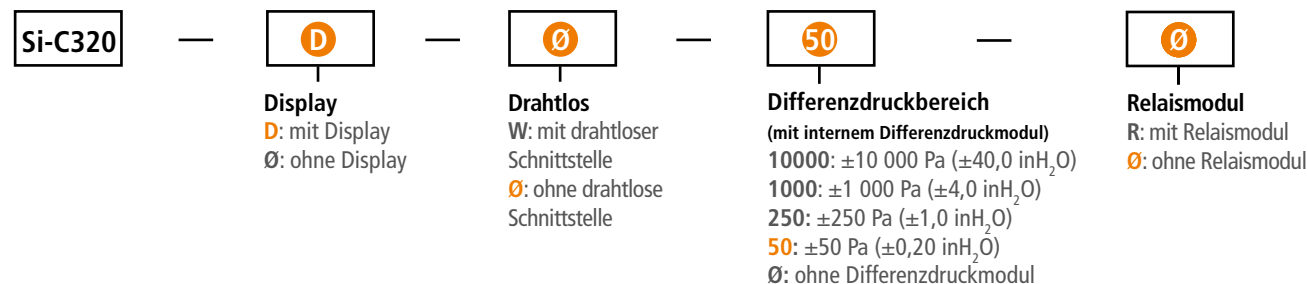 Si-C320 — D — Ø — 50 — Ø
Display
D: mit Display
Ø: ohne Display
Drahtlos
W: mit drahtloser
Schnittstelle
Ø: ohne drahtlose
Schnittstelle
Differenzdruckbereich
(mit internem Differenzdruckmodul)
10000: ±10 000 Pa (±40,0 inH₂O)
1000: ±1 000 Pa (±4,0 inH₂O)
250: ±250 Pa (±1,0 inH₂O)
50: ±50 Pa (±0,20 inH₂O)
Ø: ohne Differenzdruckmodul
Relaismodul
R: mit Relaismodul
Ø: ohne Relaismodul